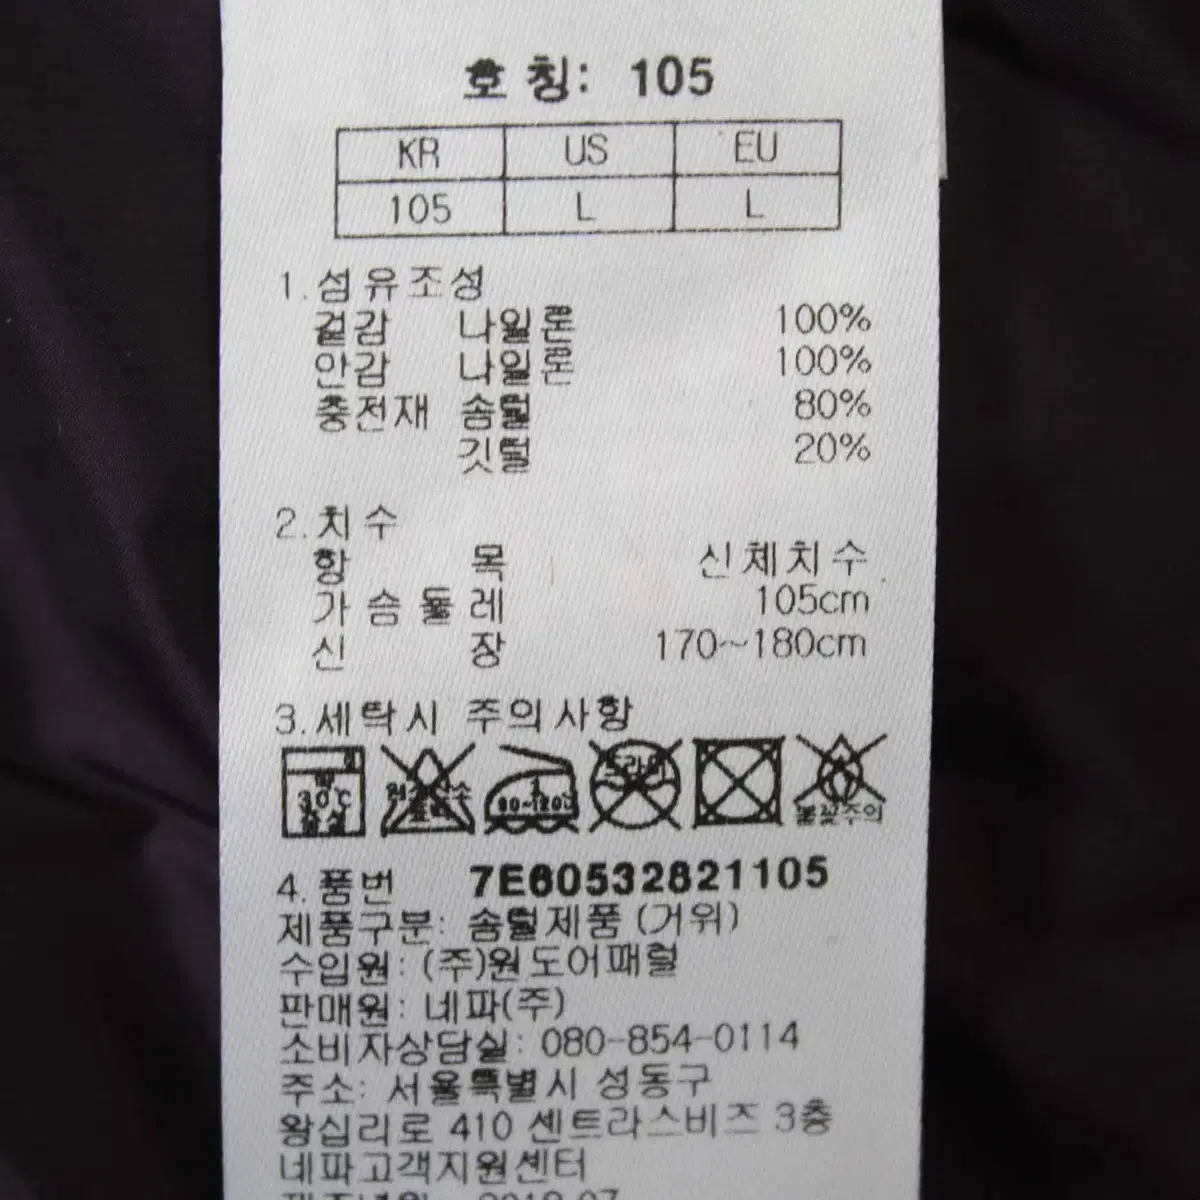 호칭: 105
KR US EU
105 L L
1.섬유조성
겉감 나일론 100%
안감 나일론 100%
충전재 솜털 80%
깃털 20%
2.치수
항 목 신체치수
가슴둘레 105cm
신 장 170~180cm
3.세탁시 주의사항
약 30℃ 80~120℃ 드라이 불꽃주의
4.품번 7E60532821105
제품구분: 솜털제품 (거위)
수입원: (주)원도어패럴
판매원: 네파(주)
소비자상담실: 080-854-0114
주소: 서울특별시 성동구
왕십리로 410 센트라스비즈 3층
네파고객지원센터